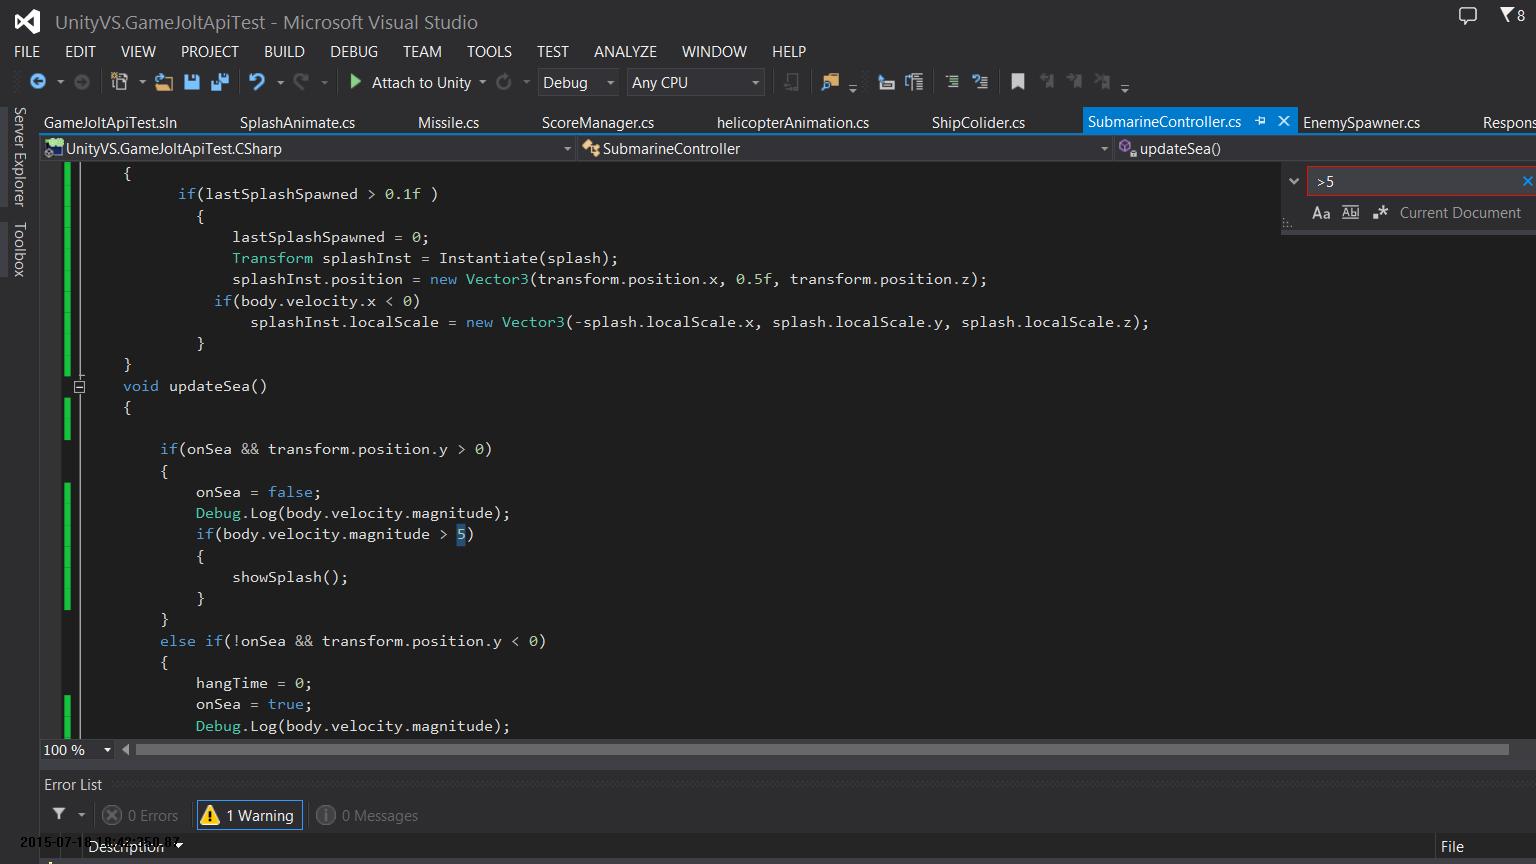 UnityVS.GameJoltApiTest - Microsoft Visual Studio
8
FILE EDIT VIEW PROJECT BUILD DEBUG TEAM TOOLS TEST ANALYZE WINDOW HELP
Attach to Unity Debug Any CPU
Server Explorer
Toolbox
GameJoltApiTest.sln SplashAnimate.cs Missile.cs ScoreManager.cs helicopterAnimation.cs ShipColider.cs SubmarineController.cs EnemySpawner.cs Respons
UnityVS.GameJoltApiTest.CSharp SubmarineController updateSea()
>5
Aa Abl .* Current Document
{
if(lastSplashSpawned > 0.1f )
{
lastSplashSpawned = 0;
Transform splashInst = Instantiate(splash);
splashInst.position = new Vector3(transform.position.x, 0.5f, transform.position.z);
if(body.velocity.x < 0)
splashInst.localScale = new Vector3(-splash.localScale.x, splash.localScale.y, splash.localScale.z);
}
}
void updateSea()
{
if(onSea && transform.position.y > 0)
{
onSea = false;
Debug.Log(body.velocity.magnitude);
if(body.velocity.magnitude > 5)
{
showSplash();
}
}
else if(!onSea && transform.position.y < 0)
{
hangTime = 0;
onSea = true;
Debug.Log(body.velocity.magnitude);
100 %
Error List
0 Errors 1 Warning 0 Messages
Description File